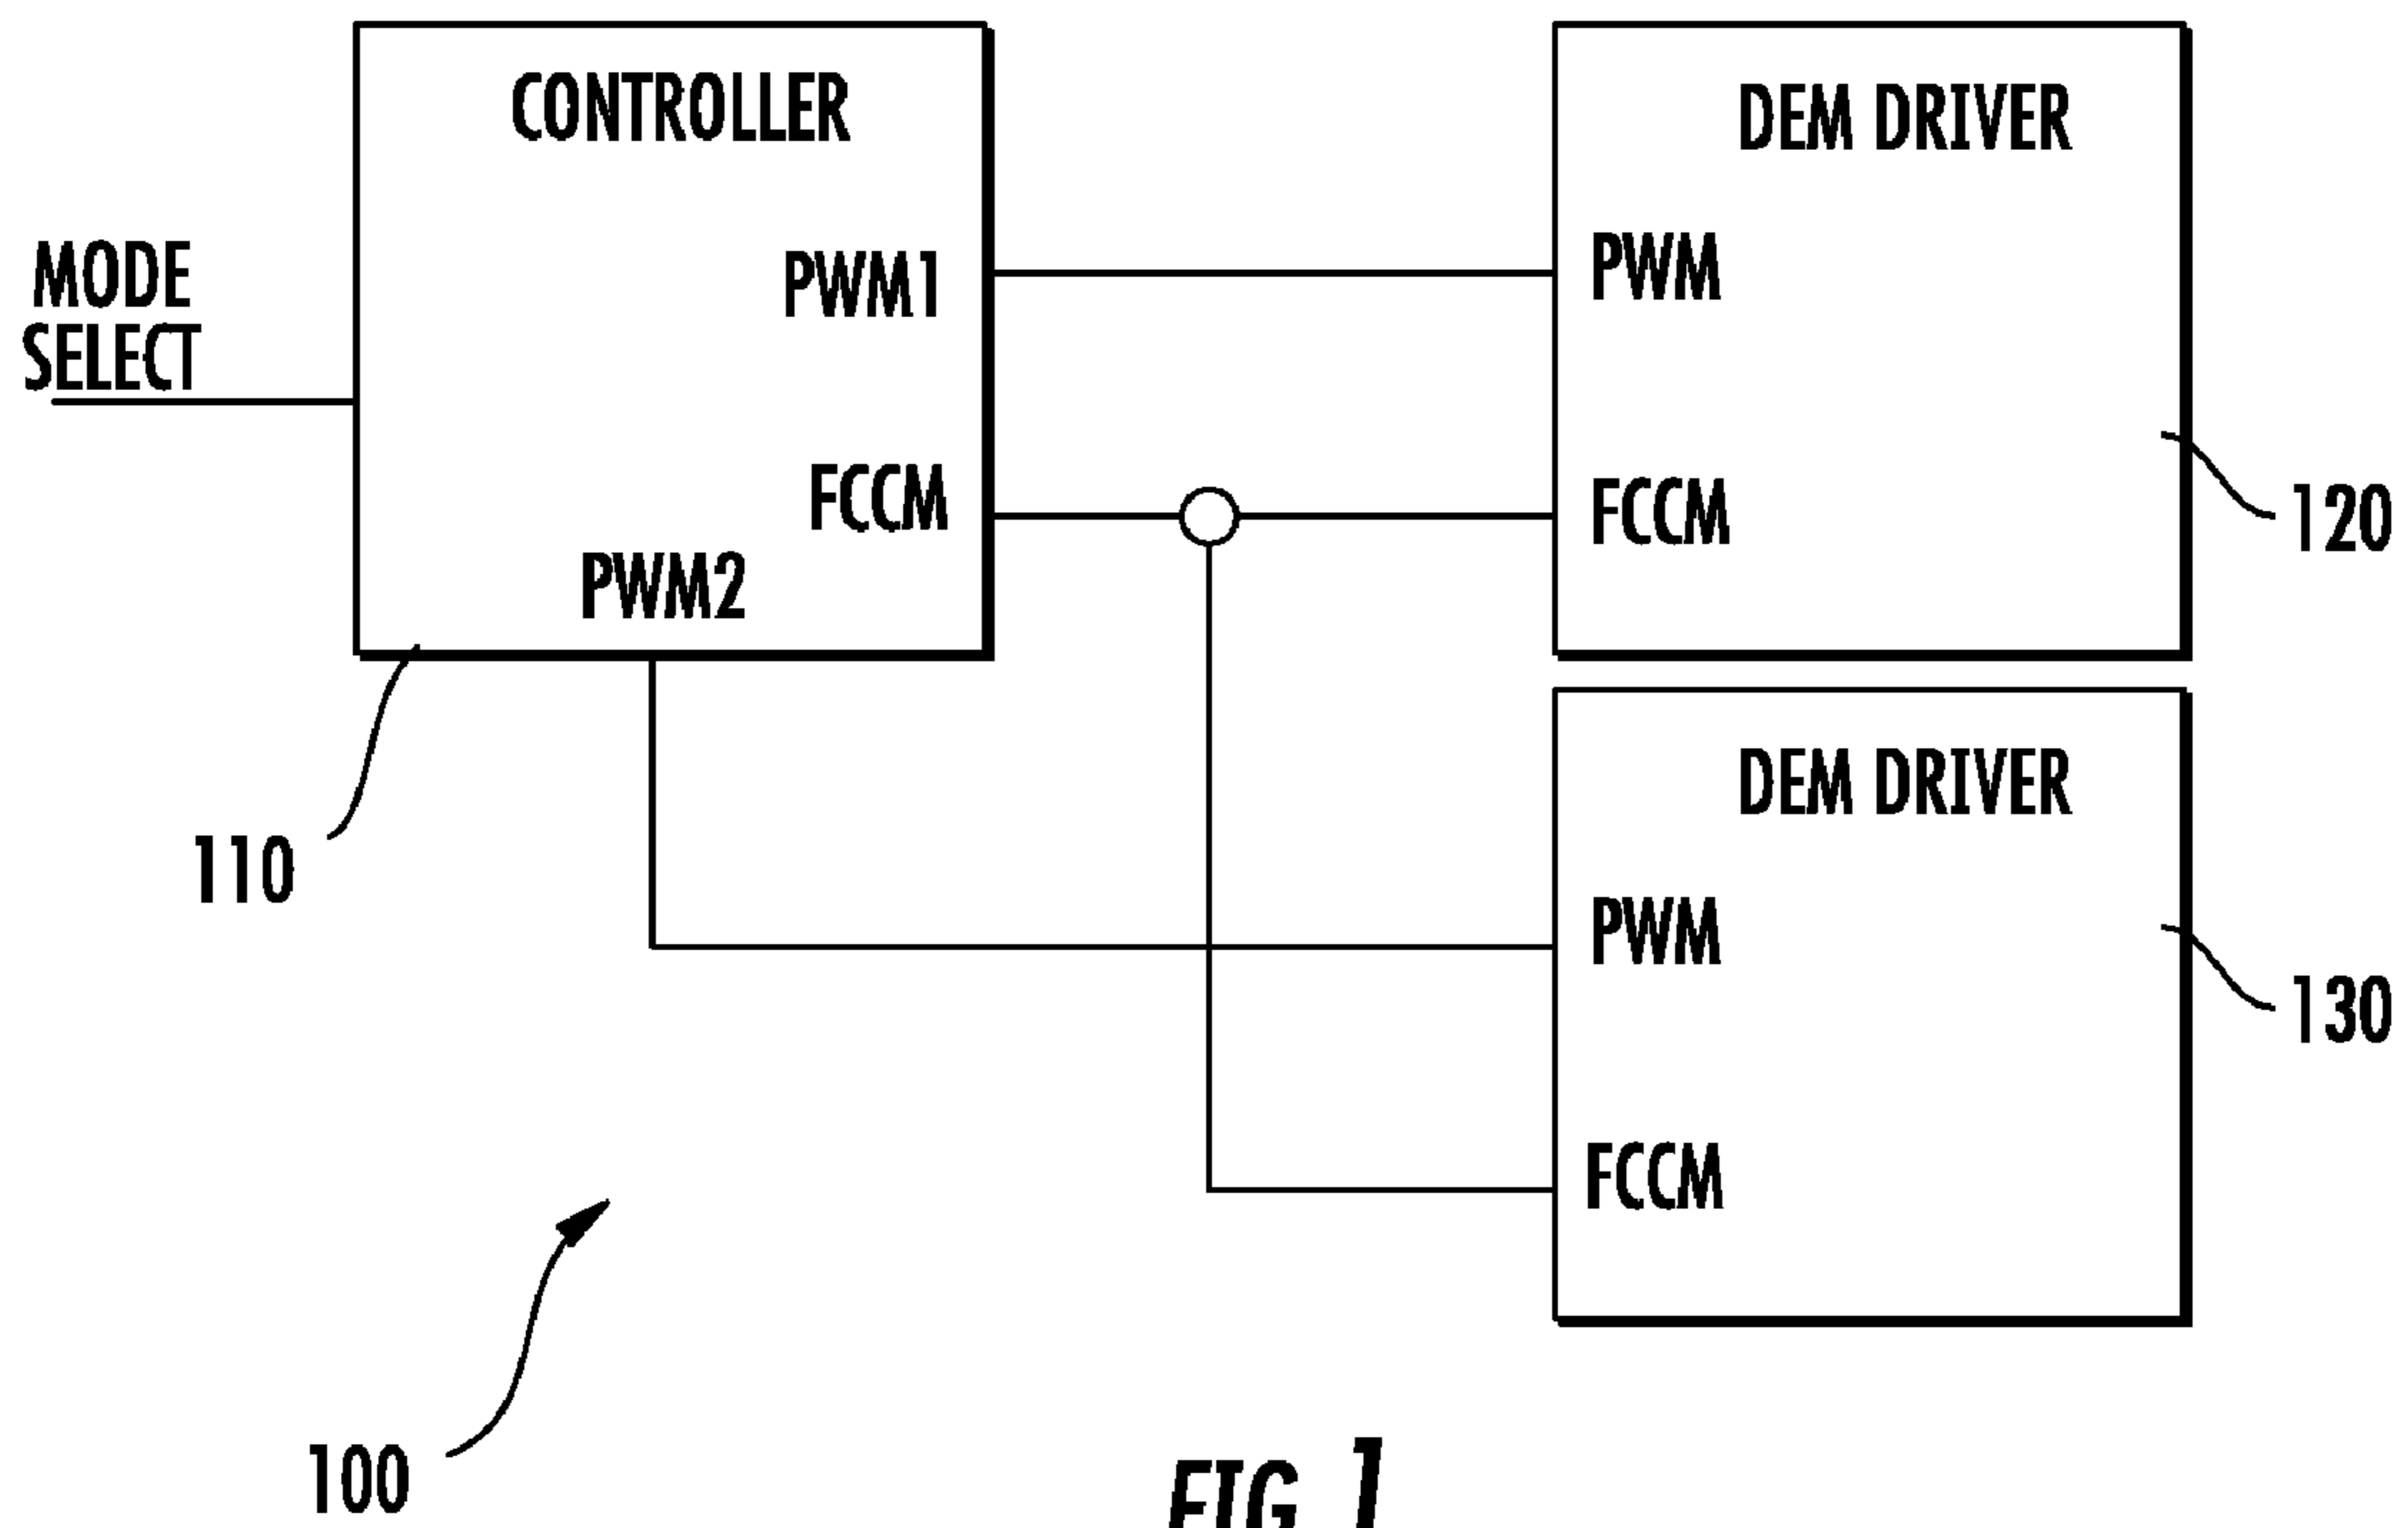 CONTROLLER
MODE
SELECT
PWM1
FCCM
PWM2
110
DEM DRIVER
PWM
FCCM
120
DEM DRIVER
PWM
FCCM
130
100
FIG. 1